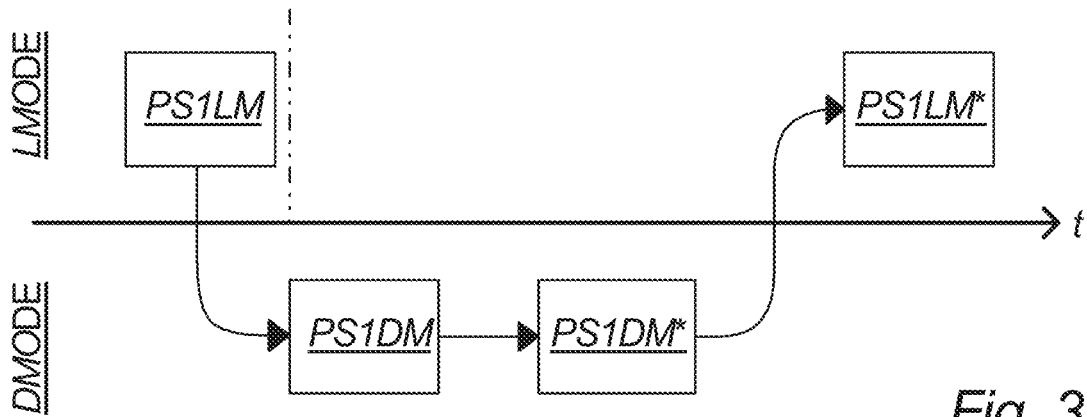 LMODE
PS1LM
PS1LM*
t
DMODE
PS1DM
PS1DM*
Fig. 3